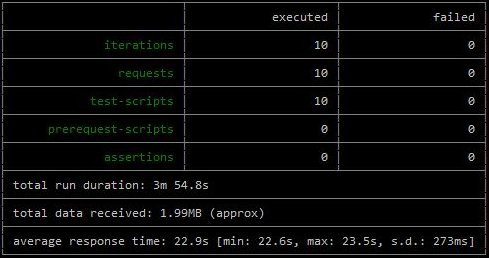 executed failed
iterations 10 0
requests 10 0
test-scripts 10 0
prerequest-scripts 0 0
assertions 0 0
total run duration: 3m 54.8s
total data received: 1.99MB (approx)
average response time: 22.9s [min: 22.6s, max: 23.5s, s.d.: 273ms]